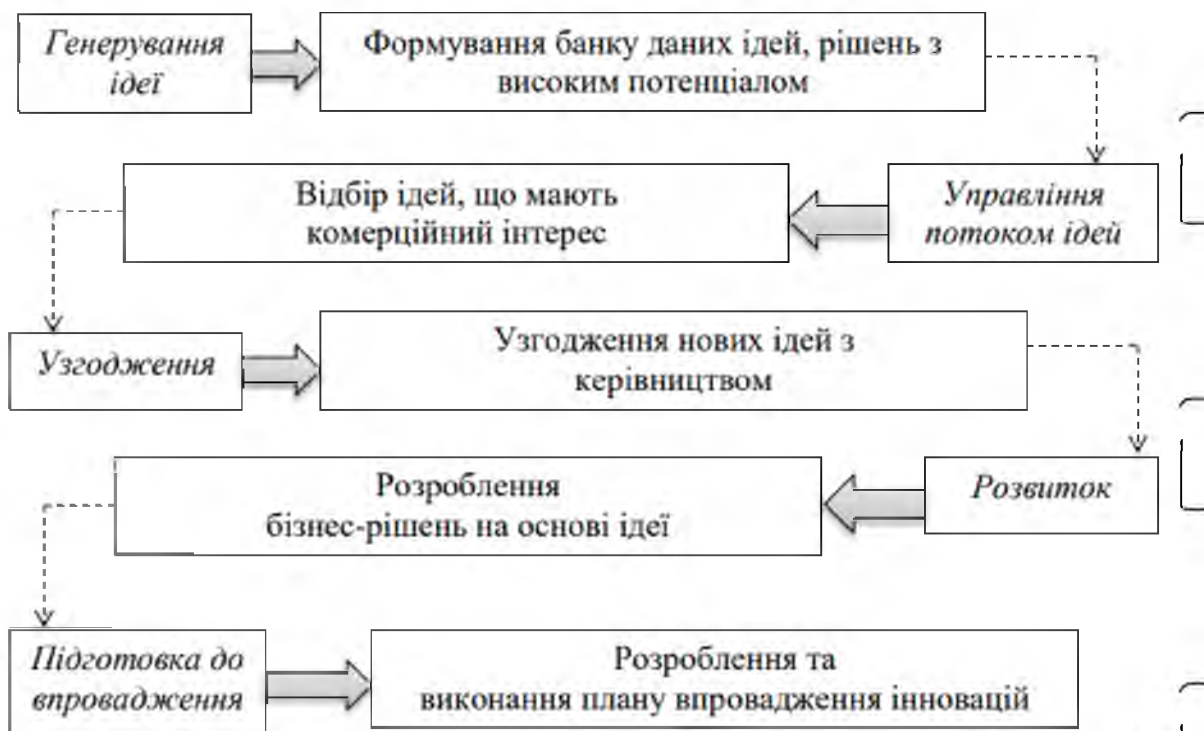 Генерування
ідеї
Формування банку даних ідей, рішень з
високим потенціалом
Управління
потоком ідей
Відбір ідей, що мають
комерційний інтерес
Узгодження
Узгодження нових ідей з
керівництвом
Розвиток
Розроблення
бізнес-рішень на основі ідеї
Підготовка до
впровадження
Розроблення та
виконання плану впровадження інновацій